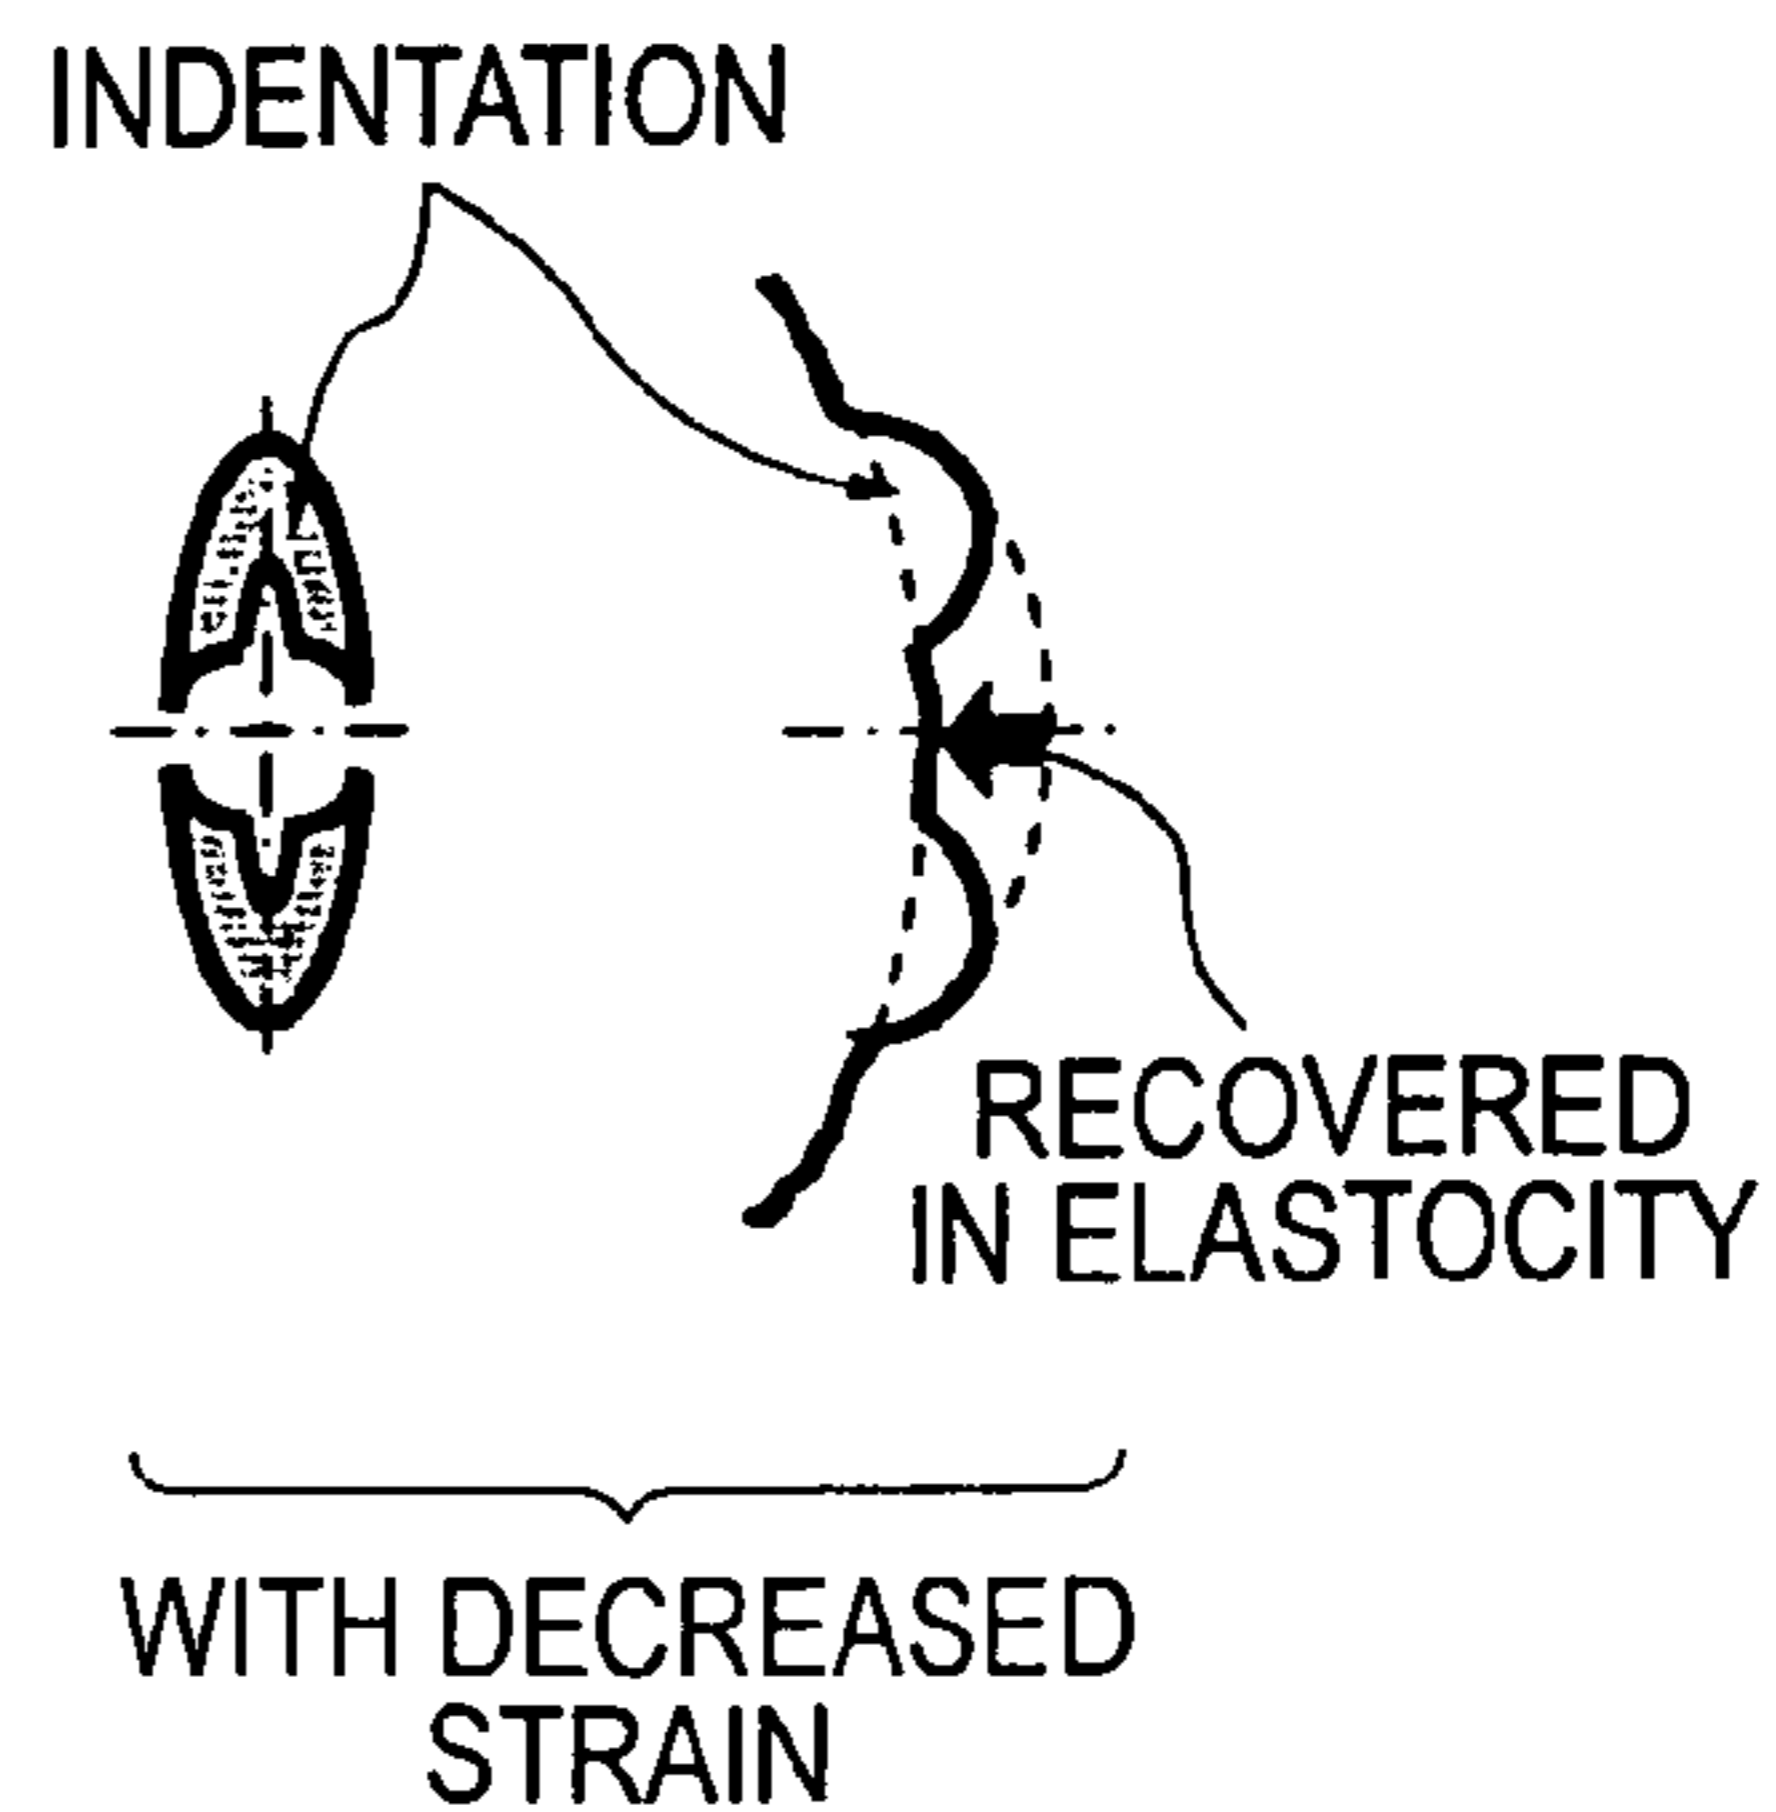 INDENTATION
RECOVERED
IN ELASTOCITY
WITH DECREASED
STRAIN